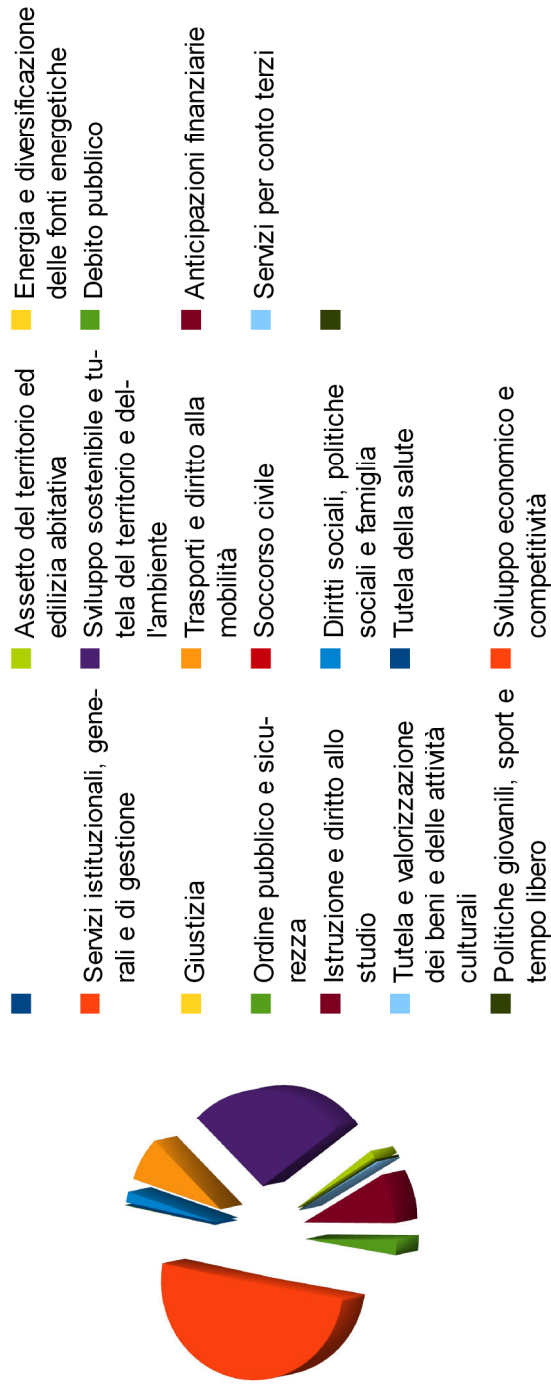 Servizi istituzionali, gene-
rali e di gestione
Giustizia
Ordine pubblico e sicu-
rezza
Istruzione e diritto allo
studio
Tutela e valorizzazione
dei beni e delle attività
culturali
Politiche giovanili, sport e
tempo libero
Assetto del territorio ed
edilizia abitativa
Sviluppo sostenibile e tu-
tela del territorio e del-
l'ambiente
Trasporti e diritto alla
mobilità
Soccorso civile
Diritti sociali, politiche
sociali e famiglia
Tutela della salute
Sviluppo economico e
competitività
Energia e diversificazione
delle fonti energetiche
Debito pubblico
Anticipazioni finanziarie
Servizi per conto terzi